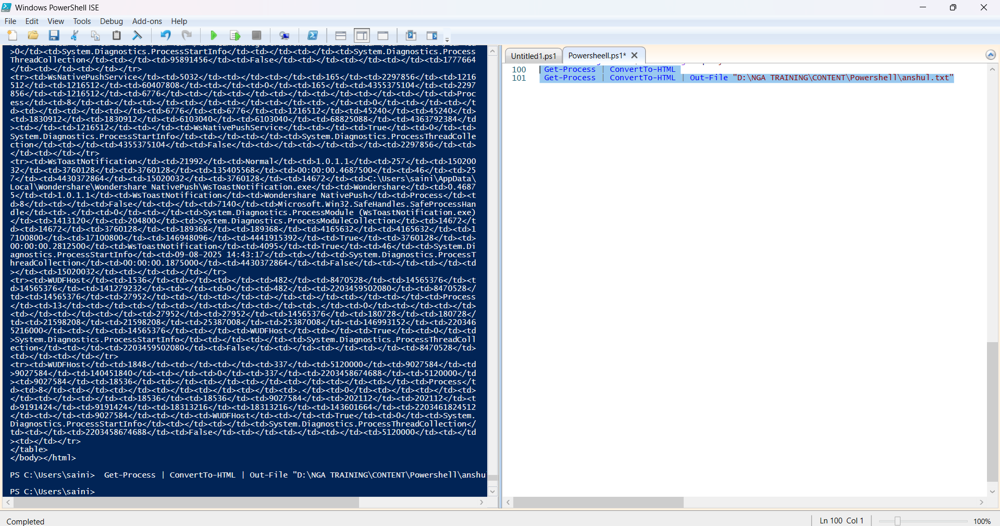 Windows PowerShell ISE
File Edit View Tools Debug Add-ons Help
>0</td><td>System.Diagnostics.ProcessStartInfo</td><td></td><td></td><td>System.Diagnostics.Process
ThreadCollection</td><td></td><td>95891456</td><td>False</td><td></td><td></td><td></td><td>1777664
</td><td></td><td></td></tr>
<tr><td>WsNativePushService</td><td>5032</td><td></td><td></td><td>165</td><td>2297856</td><td>1216
512</td><td>1216512</td><td>60407808</td><td></td><td>0</td><td>165</td><td>4355375104</td><td>2297
856</td><td>1216512</td><td>6776</td><td></td><td></td><td></td><td></td><td></td><td></td><td>Proc
ess</td><td>8</td><td></td><td></td><td></td><td></td><td></td><td>.</td><td>0</td><td></td><td></t
d><td></td><td></td><td></td><td>6776</td><td>6776</td><td>1216512</td><td>45240</td><td>45240</td>
<td>1830912</td><td>1830912</td><td>6103040</td><td>6103040</td><td>68825088</td><td>4363792384</td
><td></td><td>1216512</td><td></td><td>WsNativePushService</td><td></td><td>True</td><td>0</td><td>
System.Diagnostics.ProcessStartInfo</td><td></td><td></td><td>System.Diagnostics.ProcessThreadColle
ction</td><td></td><td>4355375104</td><td>False</td><td></td><td></td><td></td><td>2297856</td><td>
</td><td></td></tr>
<tr><td>WsToastNotification</td><td>21992</td><td>Normal</td><td>1.0.1.1</td><td>257</td><td>150200
32</td><td>3760128</td><td>3760128</td><td>135405568</td><td>00:00:00.4687500</td><td>46</td><td>25
7</td><td>4430372864</td><td>15020032</td><td>3760128</td><td>14672</td><td>C:\Users\saini\AppData\
Local\Wondershare\Wondershare NativePush\WsToastNotification.exe</td><td>Wondershare</td><td>0.4687
5</td><td>1.0.1.1</td><td>WsToastNotification</td><td>Wondershare NativePush</td><td>Process</td><t
d>8</td><td></td><td>False</td><td></td><td>7140</td><td>Microsoft.Win32.SafeHandles.SafeProcessHan
dle</td><td>.</td><td>0</td><td></td><td>System.Diagnostics.ProcessModule (WsToastNotification.exe)
</td><td>1413120</td><td>204800</td><td>System.Diagnostics.ProcessModuleCollection</td><td>14672</t
d><td>14672</td><td>3760128</td><td>189368</td><td>189368</td><td>4165632</td><td>4165632</td><td>1
7100800</td><td>17100800</td><td>146948096</td><td>4441915392</td><td>True</td><td>3760128</td><td>
00:00:00.2812500</td><td>WsToastNotification</td><td>4095</td><td>True</td><td>46</td><td>System.Di
agnostics.ProcessStartInfo</td><td>09-08-2025 14:43:17</td><td></td><td>System.Diagnostics.ProcessT
hreadCollection</td><td>00:00:00.1875000</td><td>4430372864</td><td>False</td><td></td><td></td><td
></td><td>15020032</td><td></td><td></td></tr>
<tr><td>WUDFHost</td><td>1536</td><td></td><td></td><td>482</td><td>8470528</td><td>14565376</td><t
d>14565376</td><td>141279232</td><td></td><td>0</td><td>482</td><td>2203459502080</td><td>8470528</
td><td>14565376</td><td>27952</td><td></td><td></td><td></td><td></td><td></td><td></td><td>Process
</td><td>13</td><td></td><td></td><td></td><td></td><td></td><td>.</td><td>0</td><td></td><td></td>
<td></td><td></td><td></td><td>27952</td><td>27952</td><td>14565376</td><td>180728</td><td>180728</
td><td>21598208</td><td>21598208</td><td>25387008</td><td>25387008</td><td>146993152</td><td>220346
5216000</td><td></td><td>14565376</td><td></td><td>WUDFHost</td><td></td><td>True</td><td>0</td><td
>System.Diagnostics.ProcessStartInfo</td><td></td><td></td><td>System.Diagnostics.ProcessThreadColl
ection</td><td></td><td>2203459502080</td><td>False</td><td></td><td></td><td></td><td>8470528</td>
<td></td><td></td></tr>
<tr><td>WUDFHost</td><td>1848</td><td></td><td></td><td>337</td><td>5120000</td><td>9027584</td><td
>9027584</td><td>140451840</td><td></td><td>0</td><td>337</td><td>2203458674688</td><td>5120000</td
><td>9027584</td><td>18536</td><td></td><td></td><td></td><td></td><td></td><td></td><td>Process</t
d><td>8</td><td></td><td></td><td></td><td></td><td></td><td>.</td><td>0</td><td></td><td></td><td>
</td><td></td><td></td><td>18536</td><td>18536</td><td>9027584</td><td>202112</td><td>202112</td><t
d>9191424</td><td>9191424</td><td>18313216</td><td>18313216</td><td>143601664</td><td>2203461824512
</td><td></td><td>9027584</td><td></td><td>WUDFHost</td><td></td><td>True</td><td>0</td><td>System.
Diagnostics.ProcessStartInfo</td><td></td><td></td><td>System.Diagnostics.ProcessThreadCollection</
td><td></td><td>2203458674688</td><td>False</td><td></td><td></td><td></td><td>5120000</td><td></td
><td></td></tr>
</table>
</body></html>
PS C:\Users\saini> Get-Process | ConvertTo-HTML | Out-File "D:\NGA TRAINING\CONTENT\Powershell\anshu
PS C:\Users\saini>
Untitled1.ps1 Powersheell.ps1*
100 Get-Process | ConvertTo-HTML
101 Get-Process | ConvertTo-HTML | Out-File "D:\NGA TRAINING\CONTENT\Powershell\anshul.txt"
Completed
Ln 100 Col 1
100%